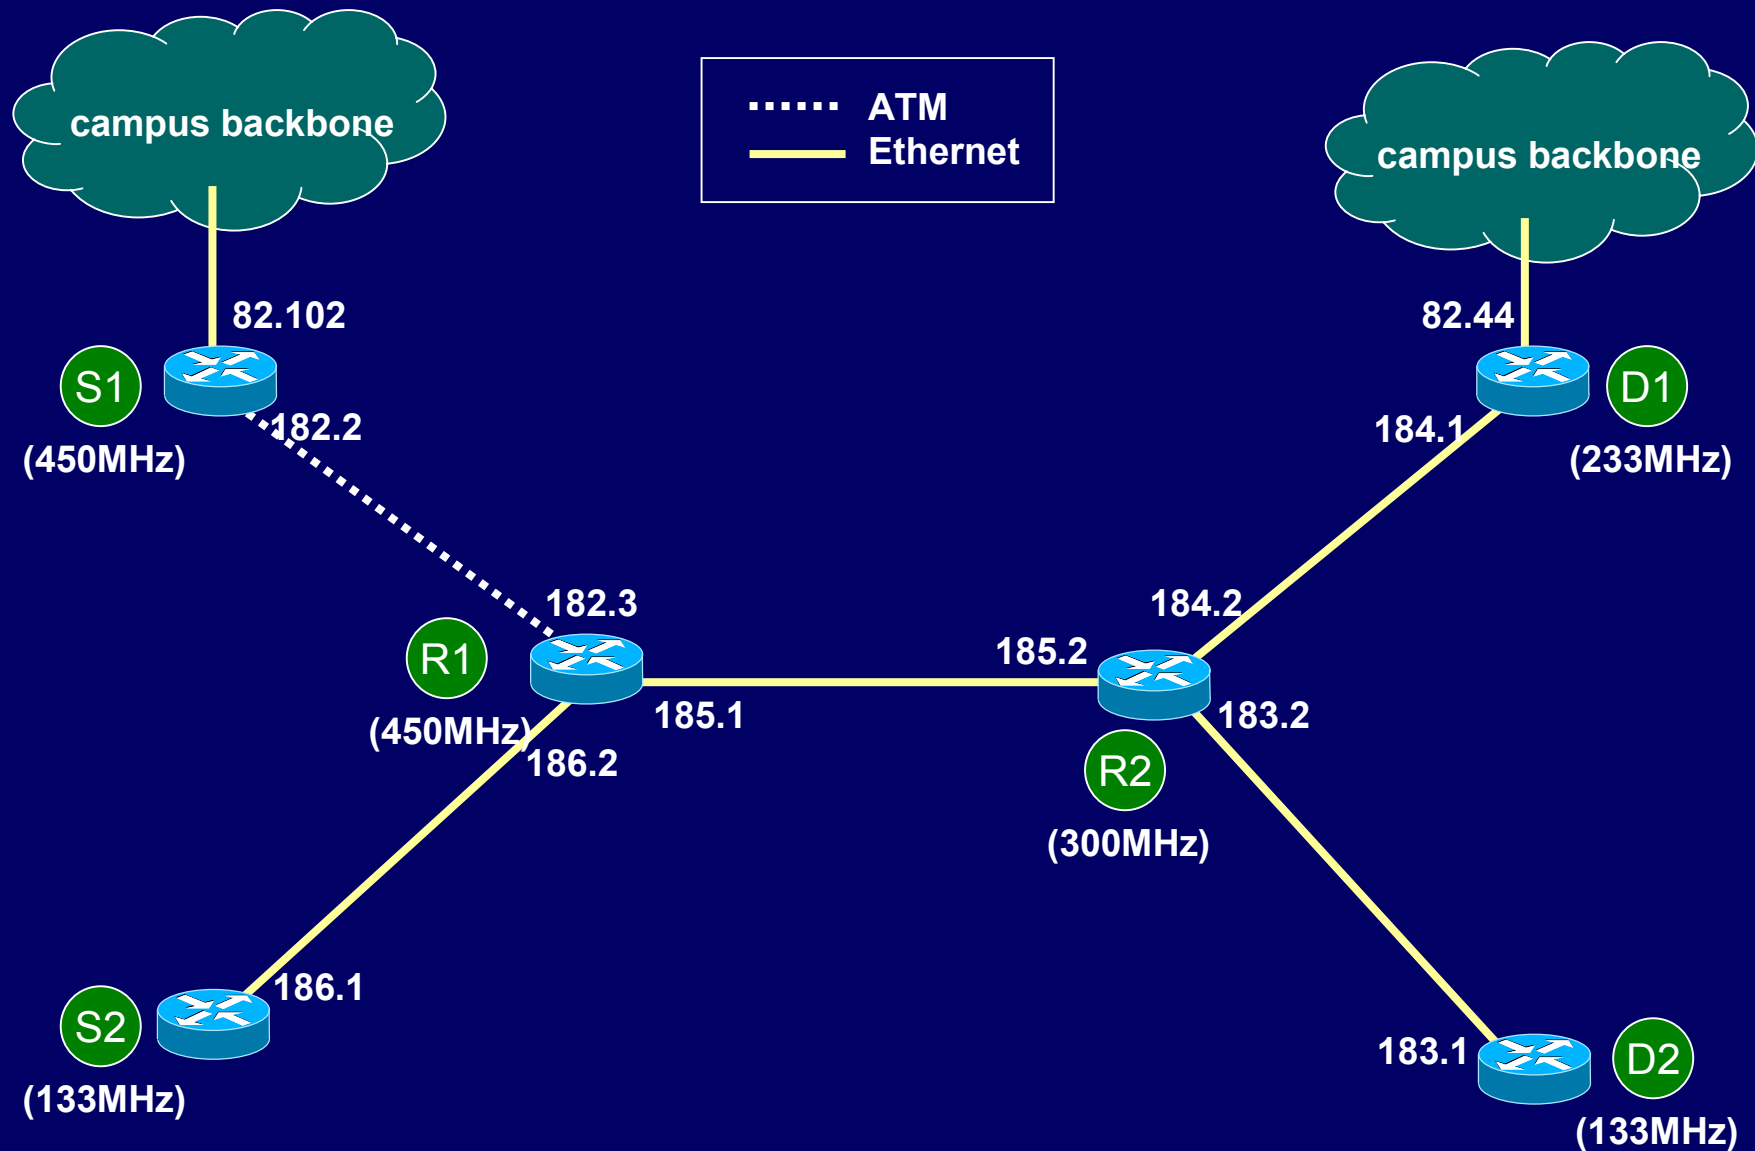 campus backbone
ATM
Ethernet
campus backbone
82.102
82.44
S1
D1
182.2
184.1
(450MHz)
(233MHz)
182.3
184.2
R1
185.2
185.1
183.2
(450MHz)
186.2
R2
(300MHz)
186.1
S2
183.1
D2
(133MHz)
(133MHz)